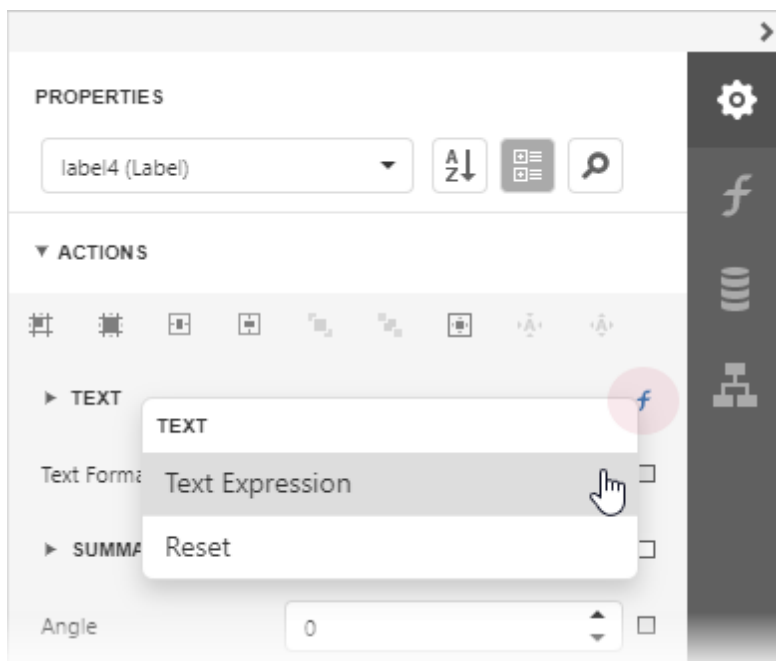 PROPERTIES
label4 (Label)
ACTIONS
TEXT
TEXT
Text Forma
Text Expression
SUMMA
Reset
Angle
0